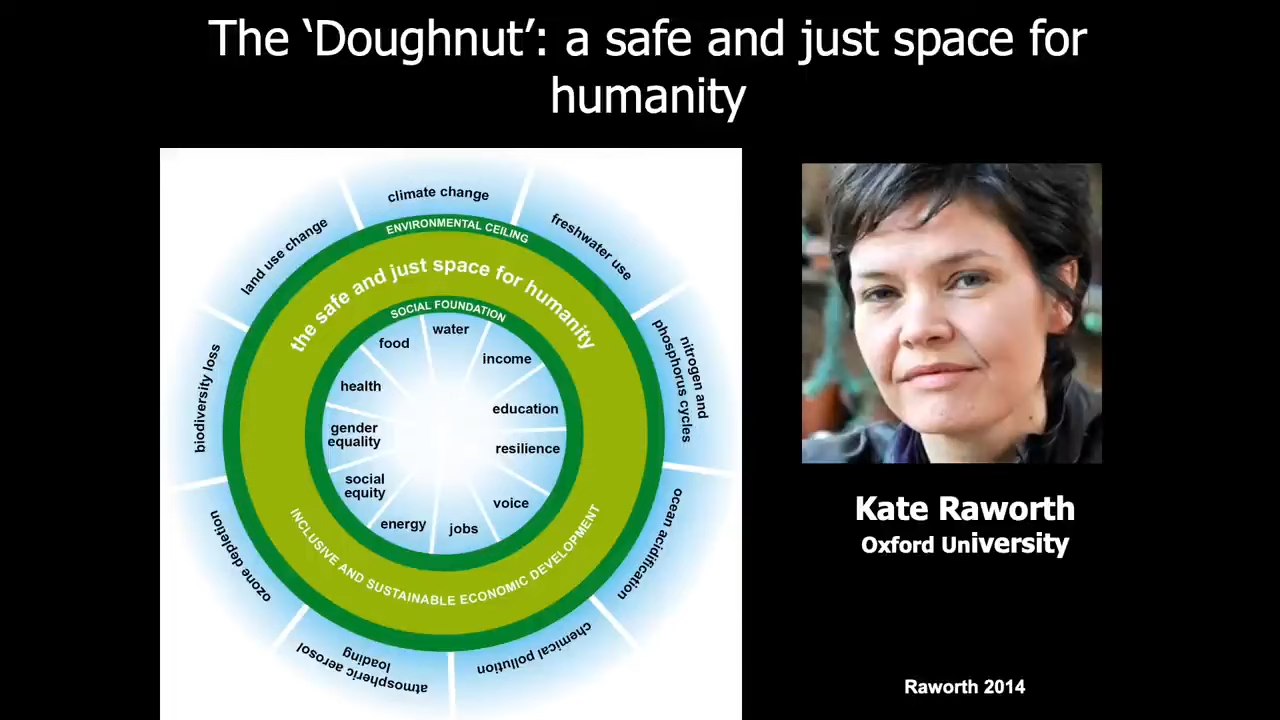 The ‘Doughnut’: a safe and just space for
humanity
climate change
freshwater use
nitrogen and
phosphorus cycles
ocean acidification
chemical pollution
atmospheric aerosol
loading
ozone depletion
biodiversity loss
land use change
ENVIRONMENTAL CEILING
the safe and just space for humanity
SOCIAL FOUNDATION
water
income
education
resilience
voice
jobs
energy
social
equity
gender
equality
health
food
INCLUSIVE AND SUSTAINABLE ECONOMIC DEVELOPMENT
Kate Raworth
Oxford University
Raworth 2014